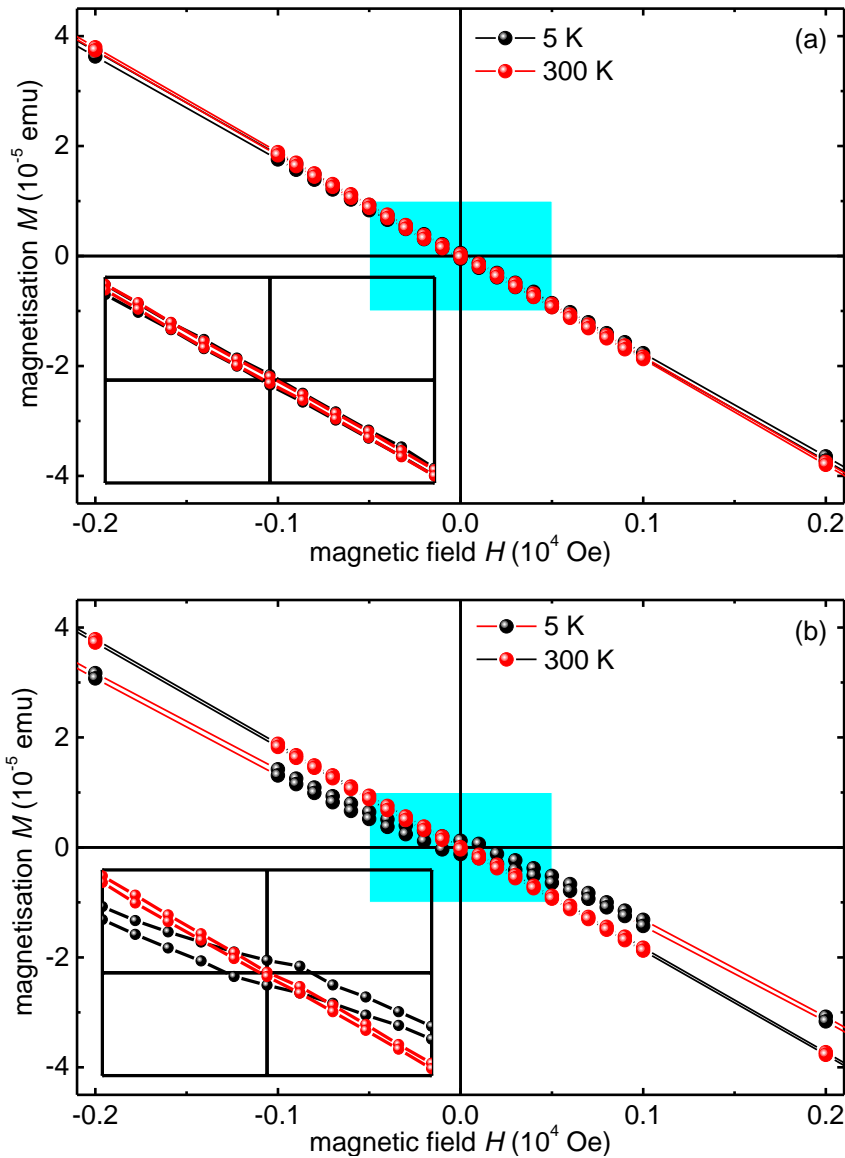 4
2
0
-2
-4
magnetisation M (10⁻⁵ emu)
5 K
300 K
(a)
-0.2 -0.1 0.0 0.1 0.2
magnetic field H (10⁴ Oe)
4
2
0
-2
-4
magnetisation M (10⁻⁵ emu)
5 K
300 K
(b)
-0.2 -0.1 0.0 0.1 0.2
magnetic field H (10⁴ Oe)